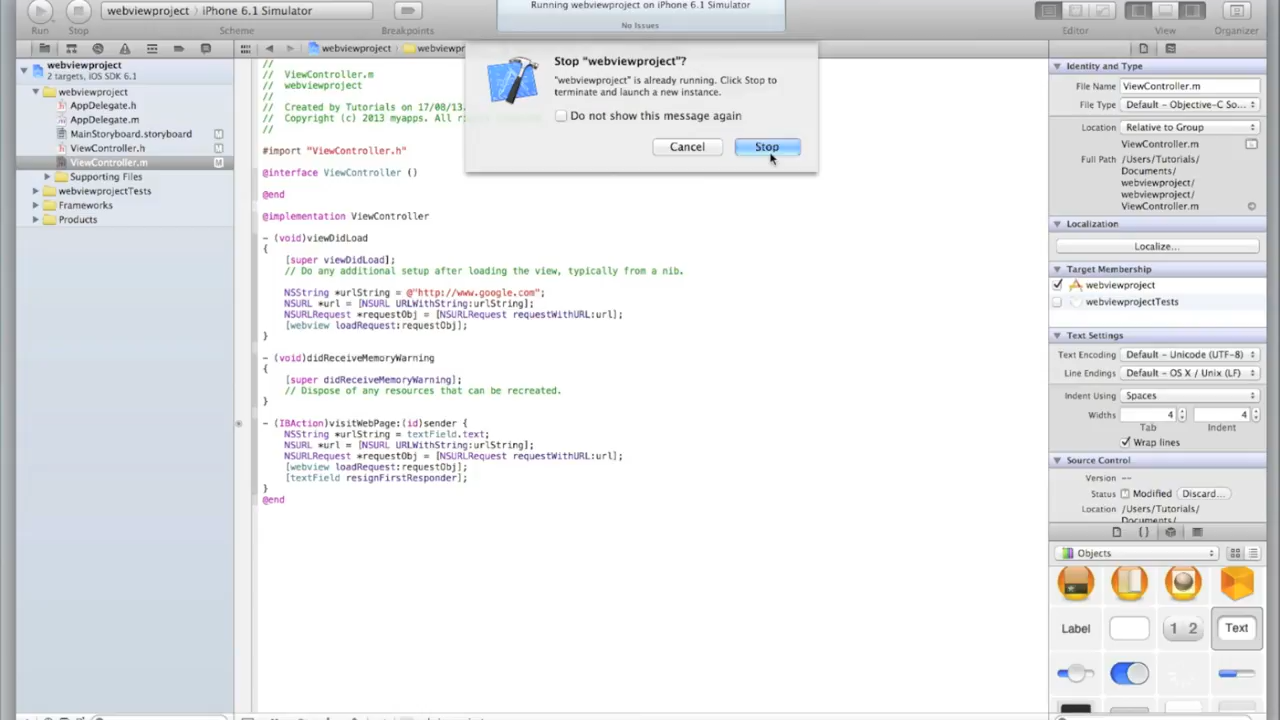 webviewproject › iPhone 6.1 Simulator
Running webviewproject on iPhone 6.1 Simulator
No Issues
Run
Stop
Scheme
Breakpoints
Editor
View
Organizer
webviewproject
webviewpr
webviewproject
2 targets, iOS SDK 6.1
webviewproject
AppDelegate.h
AppDelegate.m
MainStoryboard.storyboard
M
ViewController.h
M
ViewController.m
M
Supporting Files
webviewprojectTests
Frameworks
Products
//
// ViewController.m
// webviewproject
//
// Created by Tutorials on 17/08/13.
// Copyright (c) 2013 myapps. All ri
//
#import "ViewController.h"
@interface ViewController ()
@end
@implementation ViewController
- (void)viewDidLoad
{
[super viewDidLoad];
// Do any additional setup after loading the view, typically from a nib.
NSString *urlString = @"http://www.google.com";
NSURL *url = [NSURL URLWithString:urlString];
NSURLRequest *requestObj = [NSURLRequest requestWithURL:url];
[webview loadRequest:requestObj];
}
- (void)didReceiveMemoryWarning
{
[super didReceiveMemoryWarning];
// Dispose of any resources that can be recreated.
}
- (IBAction)visitWebPage:(id)sender {
NSString *urlString = textField.text;
NSURL *url = [NSURL URLWithString:urlString];
NSURLRequest *requestObj = [NSURLRequest requestWithURL:url];
[webview loadRequest:requestObj];
[textField resignFirstResponder];
}
@end
Stop "webviewproject"?
"webviewproject" is already running. Click Stop to
terminate and launch a new instance.
Do not show this message again
Cancel
Stop
Identity and Type
File Name ViewController.m
File Type Default – Objective-C So...
Location Relative to Group
ViewController.m
Full Path /Users/Tutorials/
Documents/
webviewproject/
webviewproject/
ViewController.m
Localization
Localize...
Target Membership
webviewproject
webviewprojectTests
Text Settings
Text Encoding Default – Unicode (UTF-8)
Line Endings Default – OS X / Unix (LF)
Indent Using Spaces
Widths 4 4
Tab Indent
Wrap lines
Source Control
Version --
Status Modified Discard...
Location /Users/Tutorials/
Documents/
{ }
Objects
Label
1 2
Text